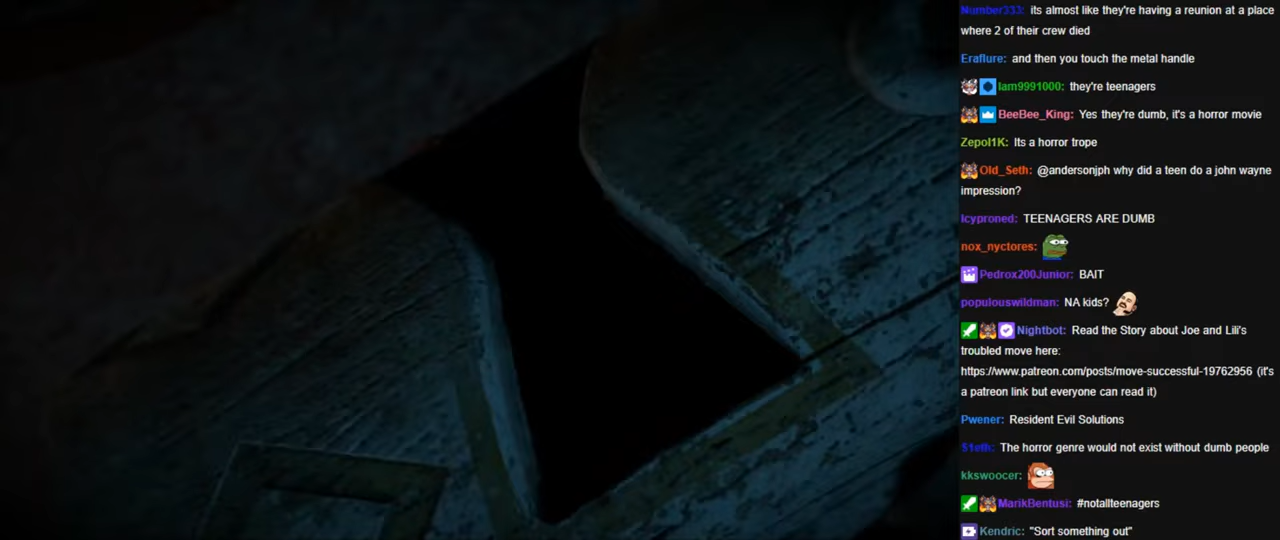 Number333: its almost like they're having a reunion at a place
where 2 of their crew died
Eraflure: and then you touch the metal handle
Iam9991000: they're teenagers
BeeBee_King: Yes they're dumb, it's a horror movie
Zepol1K: Its a horror trope
Old_Seth: @andersonjph why did a teen do a john wayne
impression?
Icyproned: TEENAGERS ARE DUMB
nox_nyctores:
Pedrox200Junior: BAIT
populouswildman: NA kids?
Nightbot: Read the Story about Joe and Lili's
troubled move here:
https://www.patreon.com/posts/move-successful-19762956 (it's
a patreon link but everyone can read it)
Pwener: Resident Evil Solutions
S1eth: The horror genre would not exist without dumb people
kkswoocer:
MarikBentusi: #notallteenagers
Kendric: "Sort something out"